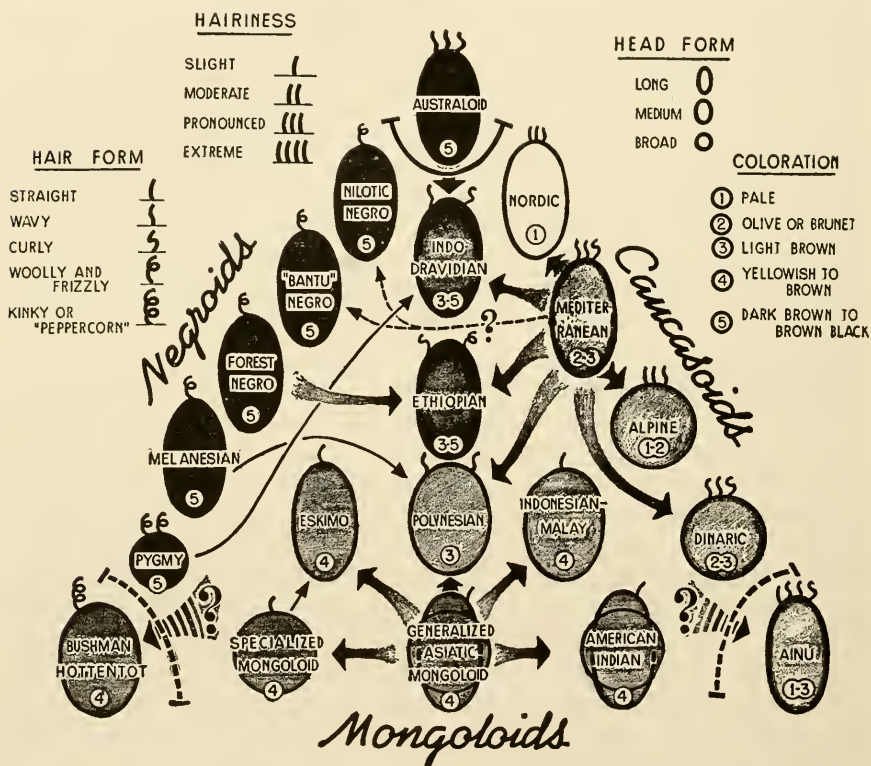 HAIRINESS
SLIGHT
MODERATE
PRONOUNCED
EXTREME
HEAD FORM
LONG
MEDIUM
BROAD
HAIR FORM
STRAIGHT
WAVY
CURLY
WOOLLY AND
FRIZZLY
KINKY OR
"PEPPERCORN"
COLORATION
1 PALE
2 OLIVE OR BRUNET
3 LIGHT BROWN
4 YELLOWISH TO
BROWN
5 DARK BROWN TO
BROWN BLACK
Negroids
Caucasoids
AUSTRALOID
5
NILOTIC
NEGRO
5
NORDIC
1
INDO-
DRAVIDIAN
3-5
"BANTU"
NEGRO
5
?
MEDITER
RANEAN
2-3
FOREST
NEGRO
5
ETHIOPIAN
3-5
ALPINE
1-2
MELANESIAN
5
ESKIMO
4
POLYNESIAN
3
INDONESIAN-
MALAY
4
DINARIC
2-3
PYGMY
5
?
?
BUSHMAN
HOTTENTOT
4
SPECIALIZED
MONGOLOID
4
GENERALIZED
ASIATIC
MONGOLOID
4
AMERICAN
INDIAN
4
AINU
1-3
Mongoloids